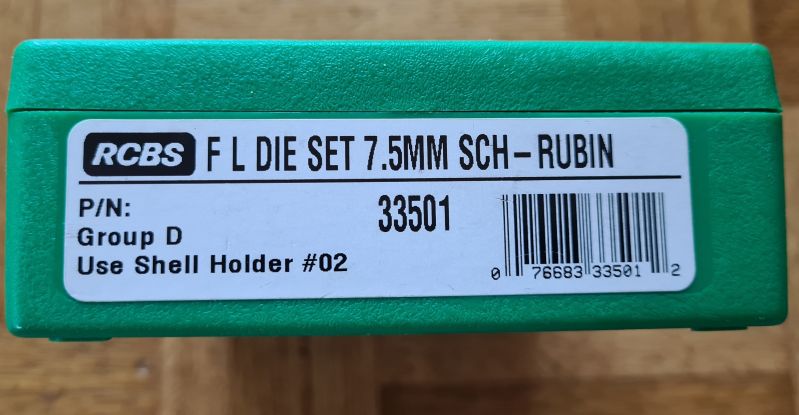 RCBS F L DIE SET 7.5MM SCH-RUBIN
P/N: 33501
Group D
Use Shell Holder #02
0 76683 33501 2